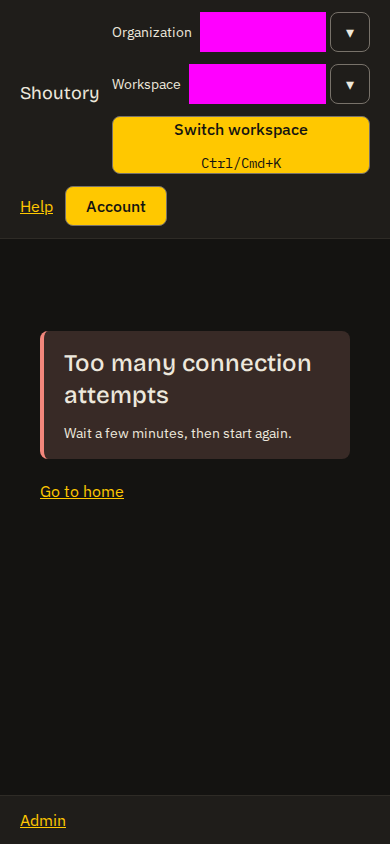 Organization
▼
Shoutory
Workspace
▼
Switch workspace
Ctrl/Cmd+K
Help
Account
Too many connection
attempts
Wait a few minutes, then start again.
Go to home
Admin